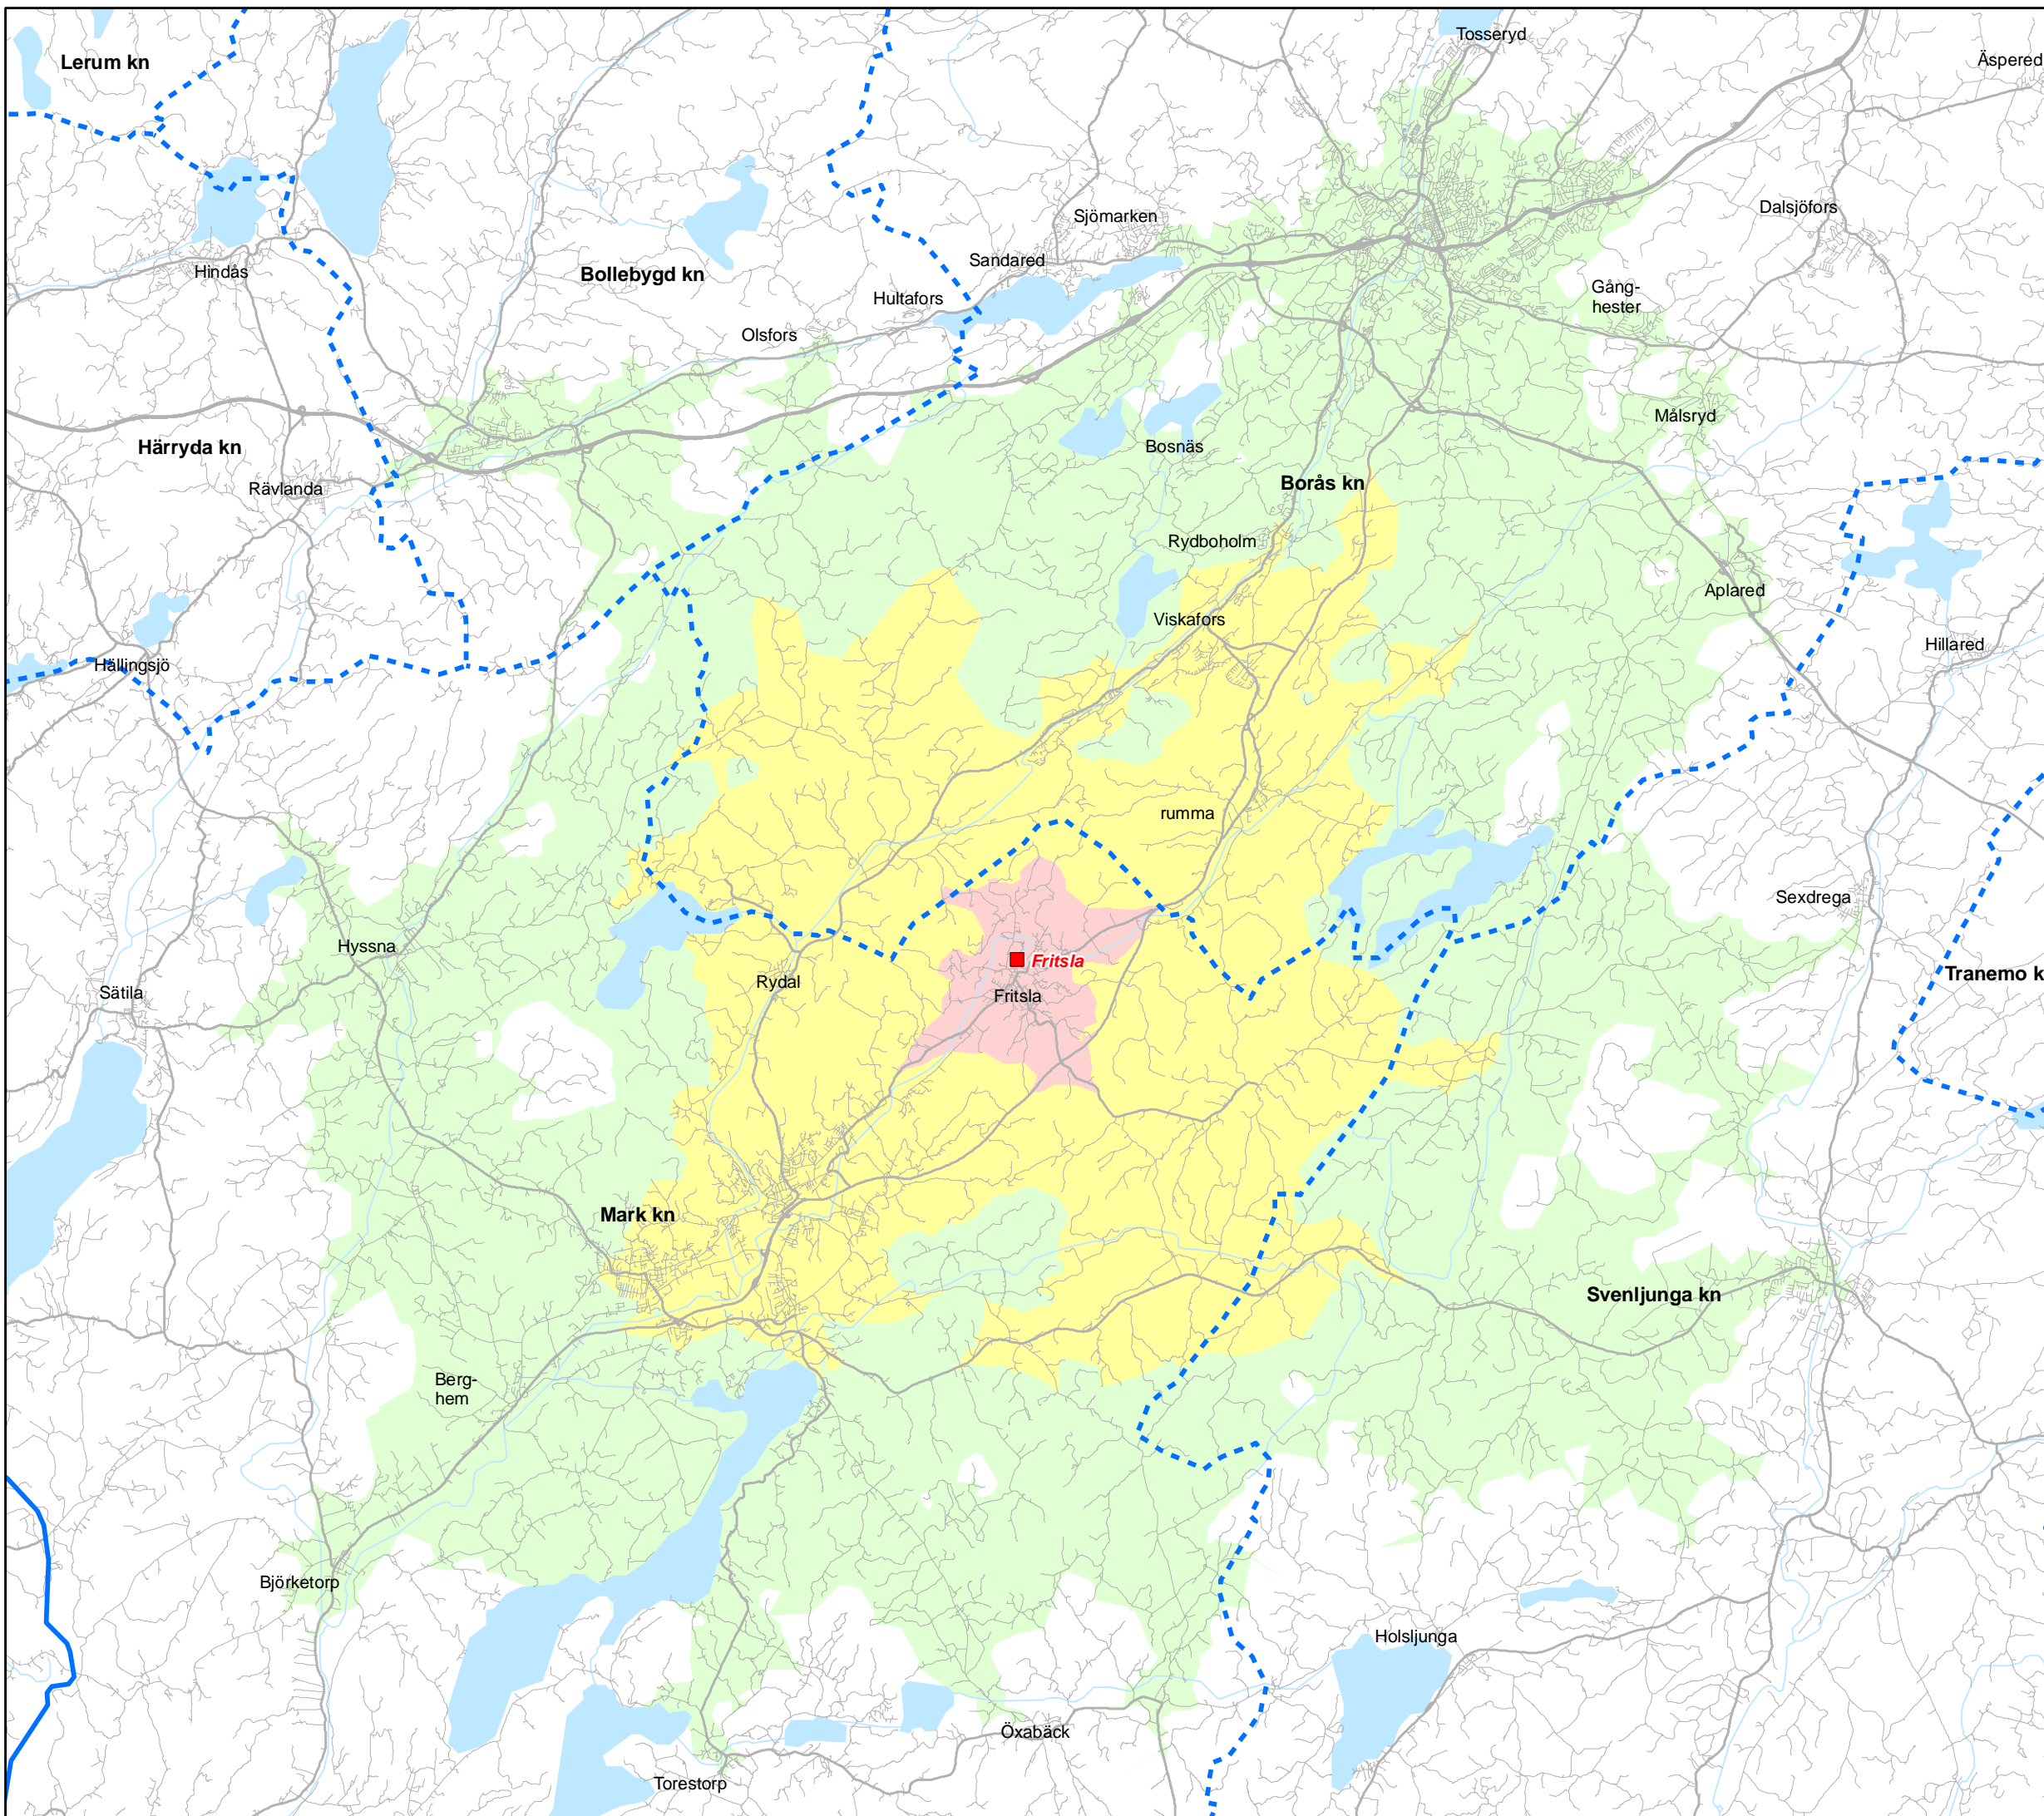 Tosseryd
Äspered
Lerum kn
Dalsjöfors
Sjömarken
Sandared
Hindås
Bollebygd kn
Hultafors
Gång-
hester
Olsfors
Målsryd
Härryda kn
Bosnäs
Borås kn
Rävlanda
Rydboholm
Aplared
Viskafors
Hillared
Hällingsjö
rumma
Sexdrega
Hyssna
Fritsla
Tranemo k
Rydal
Sätila
Fritsla
Mark kn
Svenljunga kn
Berg-
hem
Björketorp
Holsljunga
Öxabäck
Torestorp